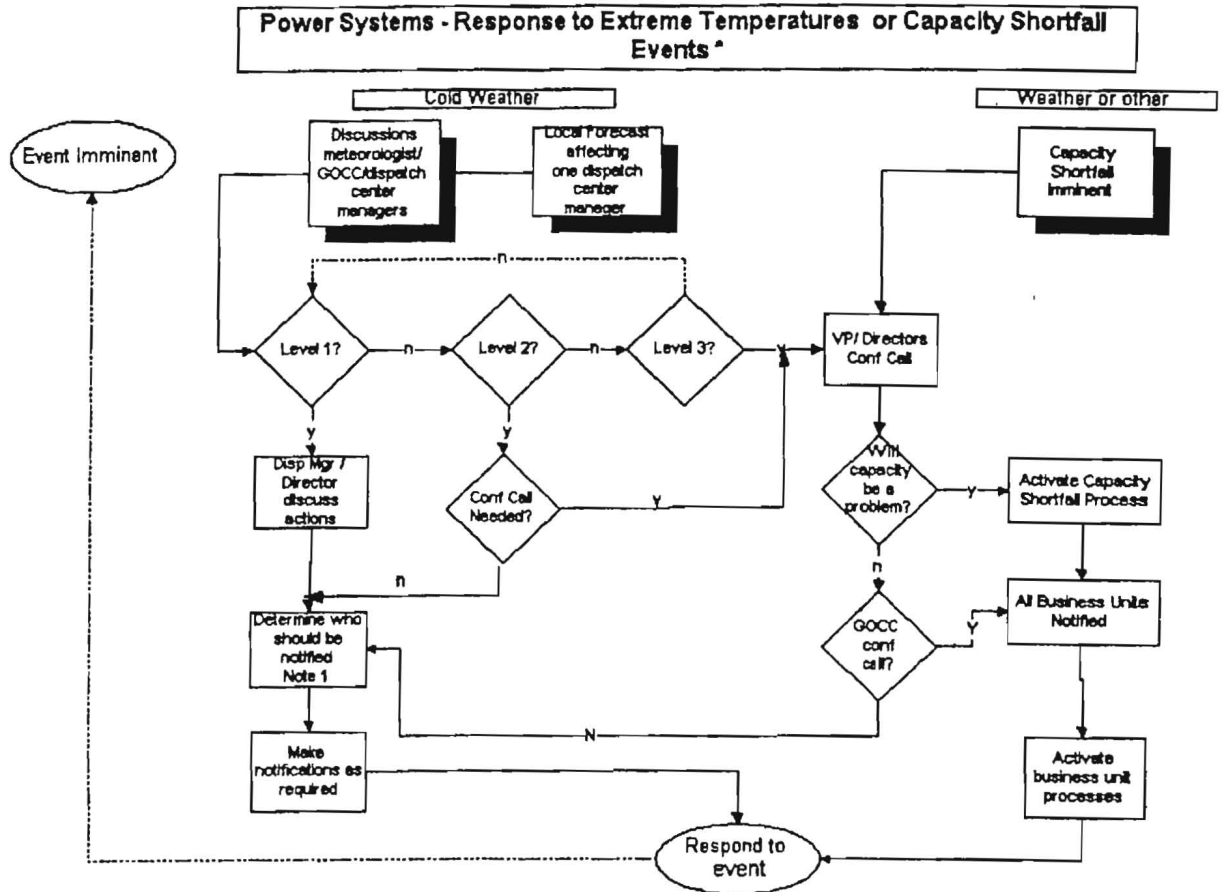 Power Systems - Response to Extreme Temperatures or Capacity Shortfall
Events *
Cold Weather
Weather or other
Event Imminent
Discussions
meteorologist/
GOCC/dispatch
center
managers
Local Forecast
affecting
one dispatch
center
manager
Capacity
Shortfall
Imminent
n
Level 1?
n
Level 2?
n
Level 3?
y
VP/ Directors
Conf Call
y
y
Disp Mgr /
Director
discuss
actions
Conf Call
Needed?
y
Will
capacity
be a
problem?
y
Activate Capacity
Shortfall Process
n
n
Determine who
should be
notified
Note 1
GOCC
conf
call?
y
All Business Units
Notified
N
Make
notifications as
required
Activate
business unit
processes
Respond to
event